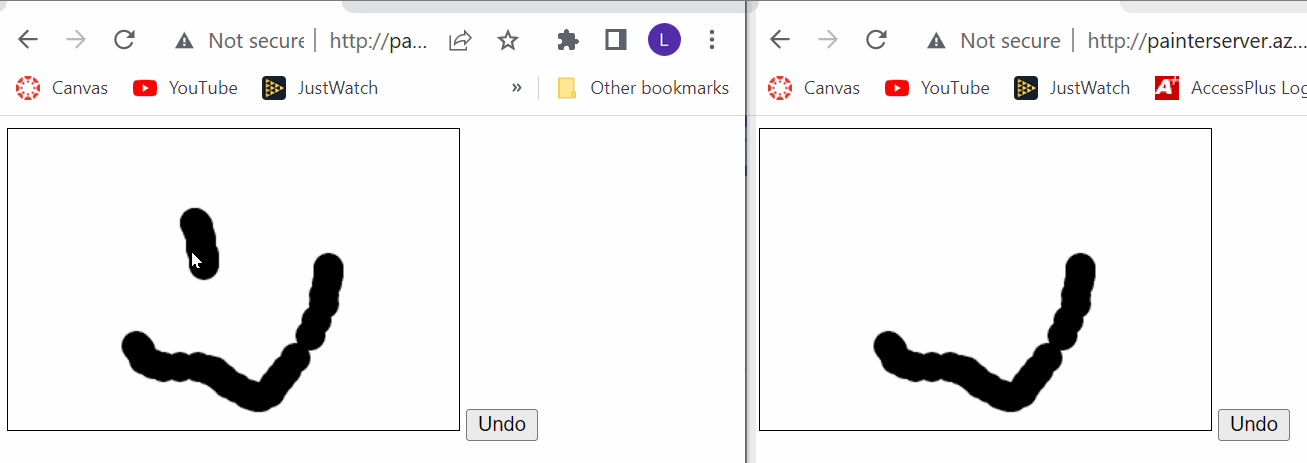 Not secure http://pa...
L
Canvas YouTube JustWatch » Other bookmarks
Undo
Not secure http://painterserver.az...
Canvas YouTube JustWatch A+ AccessPlus Log
Undo